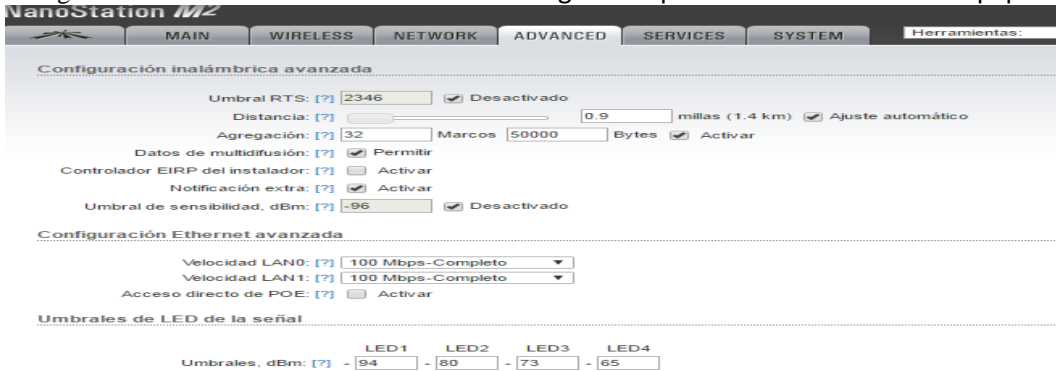 NanoStation M2
MAIN WIRELESS NETWORK ADVANCED SERVICES SYSTEM Herramientas:
Configuración inalámbrica avanzada
Umbral RTS: [?] 2346 Desactivado
Distancia: [?] 0.9 millas (1.4 km) Ajuste automático
Agregación: [?] 32 Marcos 50000 Bytes Activar
Datos de multidifusión: [?] Permitir
Controlador EIRP del instalador: [?] Activar
Notificación extra: [?] Activar
Umbral de sensibilidad, dBm: [?] -96 Desactivado
Configuración Ethernet avanzada
Velocidad LAN0: [?] 100 Mbps-Completo
Velocidad LAN1: [?] 100 Mbps-Completo
Acceso directo de POE: [?] Activar
Umbrales de LED de la señal
LED1 LED2 LED3 LED4
Umbrales, dBm: [?] - 94 - 80 - 73 - 65